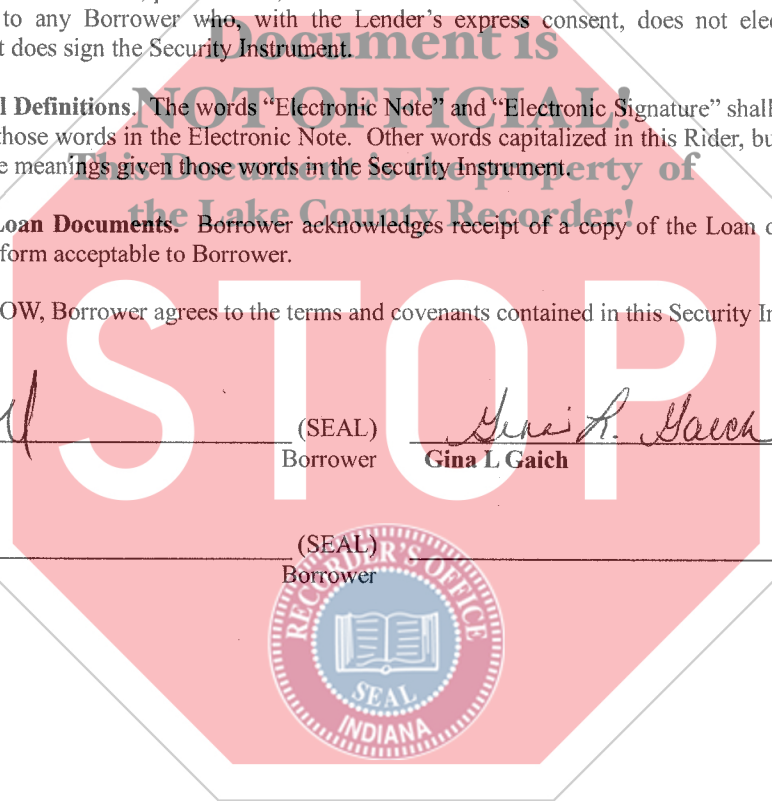 to any Borrower who, with the Lender's express consent, does not elec
t does sign the Security Instrument.
Document is
NOT OFFICIAL!
l Definitions. The words "Electronic Note" and "Electronic Signature" shall
those words in the Electronic Note. Other words capitalized in this Rider, bu
e meanings given those words in the Security Instrument.
This Document is the property of
the Lake County Recorder!
Loan Documents. Borrower acknowledges receipt of a copy of the Loan d
form acceptable to Borrower.
OW, Borrower agrees to the terms and covenants contained in this Security In
STOP
(SEAL)
Gina L. Gaich
Borrower
Gina L Gaich
(SEAL)
Borrower
RECORDER'S OFFICE
SEAL
INDIANA